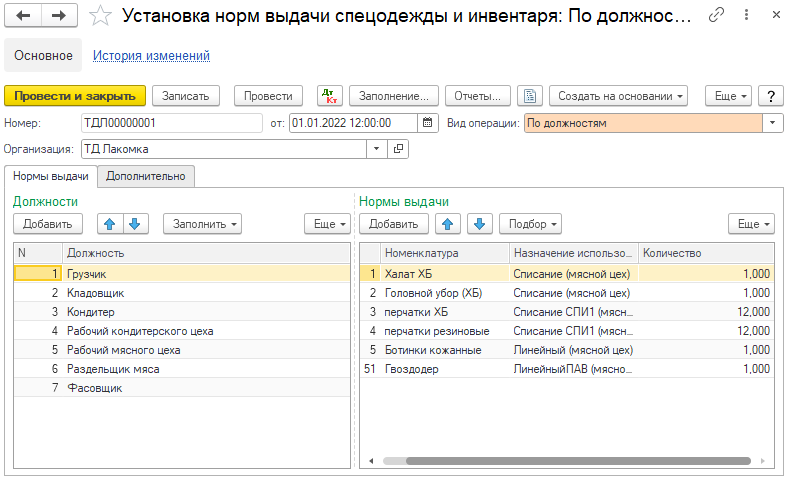 Установка норм выдачи спецодежды и инвентаря: По должнос...
Основное История изменений
Провести и закрыть Записать Провести Дт Кт Заполнение... Отчеты... Создать на основании Еще ?
Номер: ТДЛ00000001 от: 01.01.2022 12:00:00 Вид операции: По должностям
Организация: ТД Лакомка
Нормы выдачи Дополнительно
Должности
Добавить Заполнить Еще
N Должность
1 Грузчик
2 Кладовщик
3 Кондитер
4 Рабочий кондитерского цеха
5 Рабочий мясного цеха
6 Раздельщик мяса
7 Фасовщик
Нормы выдачи
Добавить Подбор Еще
Номенклатура Назначение использо... Количество
1 Халат ХБ Списание (мясной цех) 1,000
2 Головной убор (ХБ) Списание (мясной цех) 1,000
3 перчатки ХБ Списание СПИ1 (мясн... 12,000
4 перчатки резиновые Списание СПИ1 (мясн... 12,000
5 Ботинки кожанные Линейный (мясной цех) 1,000
51 Гвоздодер ЛинейныйПАВ (мясно... 1,000